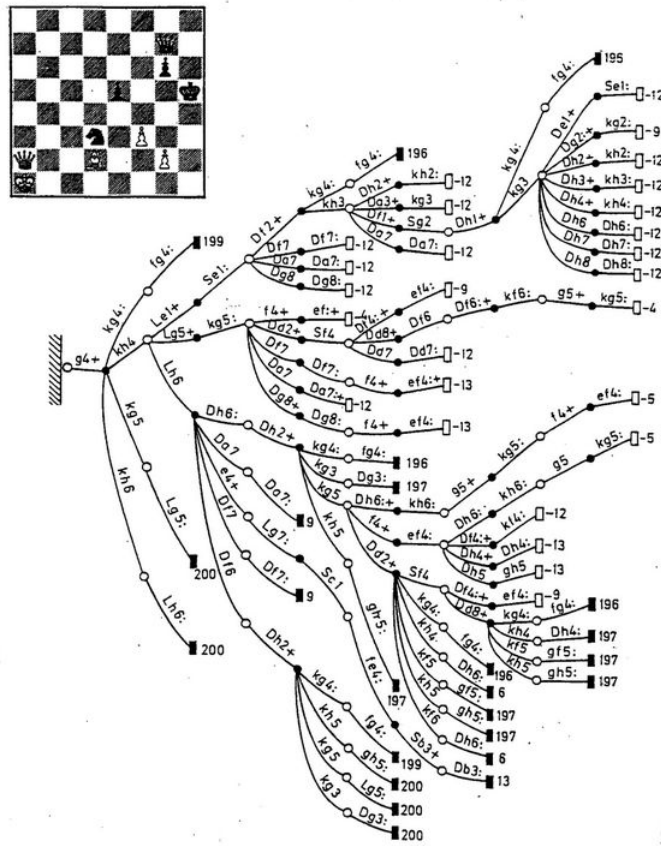 fg4: 195
Se1: -12
kg4:
De1+
Dg2:+ kg2: -9
kg4: fg4: 196
Dh2+ kh2: -12
Dh2+ kh2: -12
kh3 Da3+ kg3 -12
kg3 Dh3+ kh3: -12
Df2+
Df1+ Sg2 Dh1+
Dh4+ kh4: -12
Da7 Da7: -12
Dh6 Dh6: -12
Dh7 Dh7: -12
Dh8 Dh8: -12
fg4: 199
Df7 Df7: -12
Da7 Da7: -12
Dg8 Dg8: -12
kg4:
Le1+ Se1:
g4+ kh4 Lg5+ kg5:
f4+ ef:+ -4
Dd2+ Sf4
Df4:+ ef4: -9
Dd8+ Df6 Df6:+ kf6: g5+ kg5: -4
Dd7 Dd7: -12
Df7 Df7: f4+ ef4:+ -13
Da7 Da7:+ -12
Dg8+ Dg8: f4+ ef4: -13
Lh6
kg5
kh6
Lg5: 200
Lh6: 200
Dh6: Dh2+
kg4: fg4: 196
kg3 Dg3: 197
kg5 Dh6:+ kh6: g5+ kg5: f4+ ef4: -5
f4+ ef4:
Dh6: kh6: g5 kg5: -5
Df4:+ kf4: -12
Dh4+ Dh4: -13
Dh5 gh5 -13
Dd2+
Sf4 Df4:+ ef4: -9
Dd8+ kg4: fg4: 196
kh4 Dh4: 197
kf5 gf5: 197
kh5 gh5: 197
kg4: fg4: 196
kh4 Dh6: 6
kf5 gf5: 197
kh5 gh5: 197
kf6 Dh6: 6
kh5 gh5: 197
Da7 Da7: 9
e4+ Lg7: Sc1 fe4: Sb3+ Db3: 13
Df7 Df7: 9
Df6 Dh2+
kg4: fg4: 199
kh5 gh5: 200
kg5 Lg5: 200
kg3 Dg3: 200